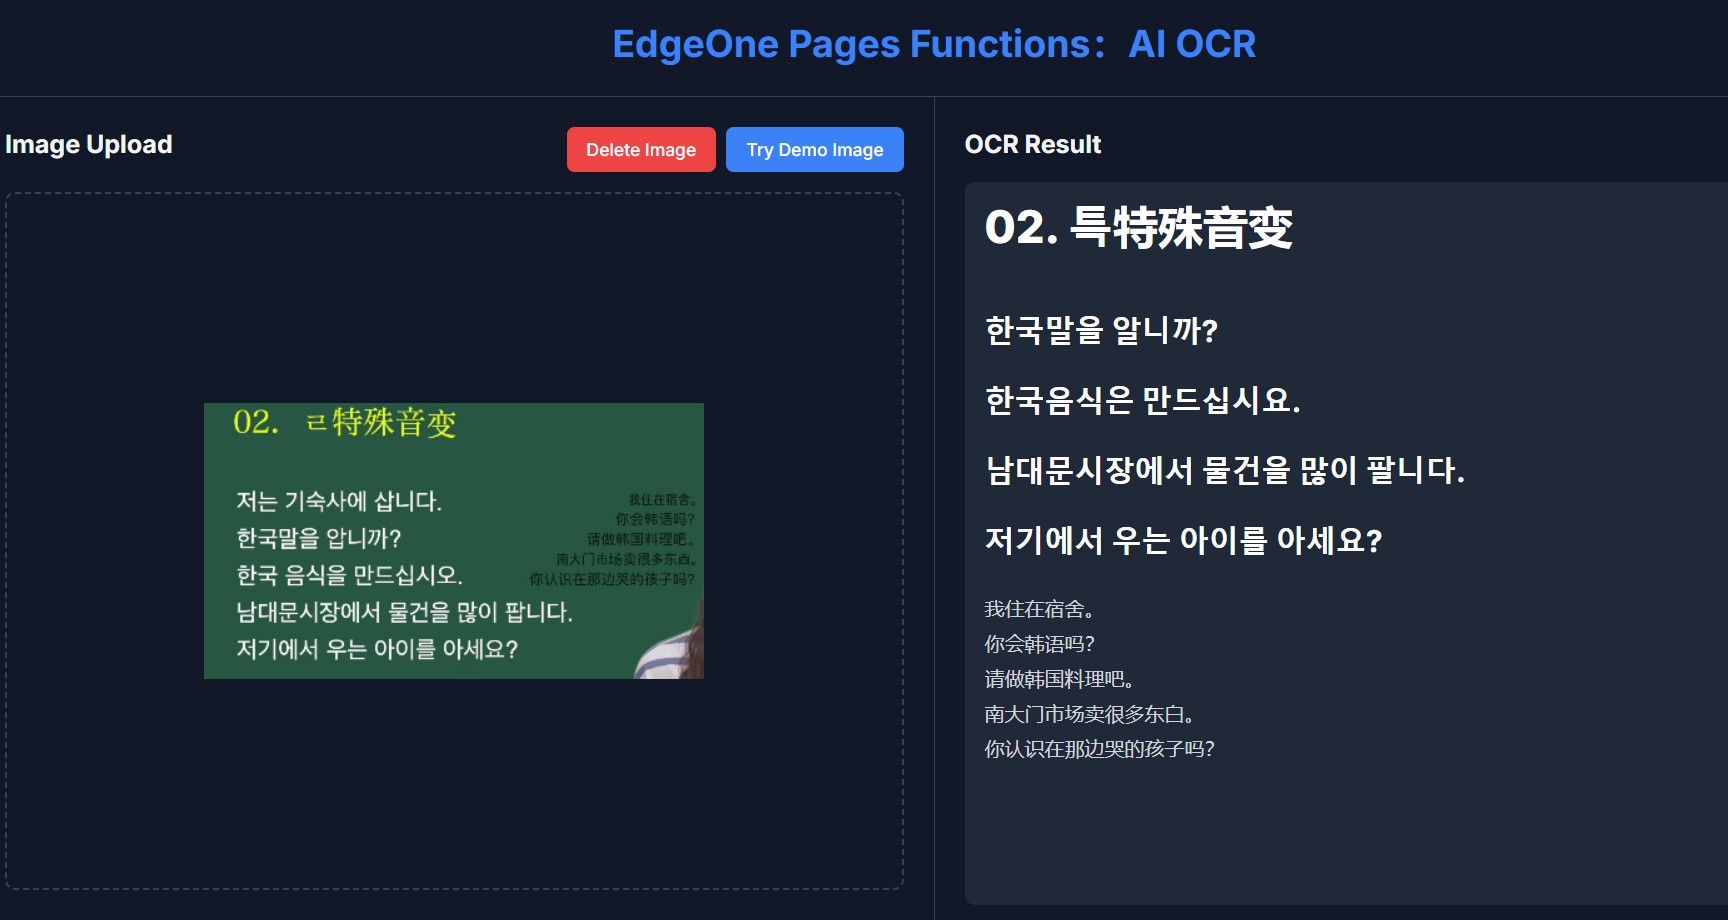 EdgeOne Pages Functions： AI OCR
Image Upload
Delete Image
Try Demo Image
02. ㄹ特殊音变
저는 기숙사에 삽니다.
한국말을 압니까?
한국 음식을 만드십시오.
남대문시장에서 물건을 많이 팝니다.
저기에서 우는 아이를 아세요?
我住在宿舍。
你会韩语吗？
请做韩国料理吧。
南大门市场卖很多东西。
你认识在那边哭的孩子吗？
OCR Result
02. 특特殊音变
한국말을 알니까?
한국음식은 만드십시요.
남대문시장에서 물건을 많이 팔니다.
저기에서 우는 아이를 아세요?
我住在宿舍。
你会韩语吗？
请做韩国料理吧。
南大门市场卖很多东白。
你认识在那边哭的孩子吗？